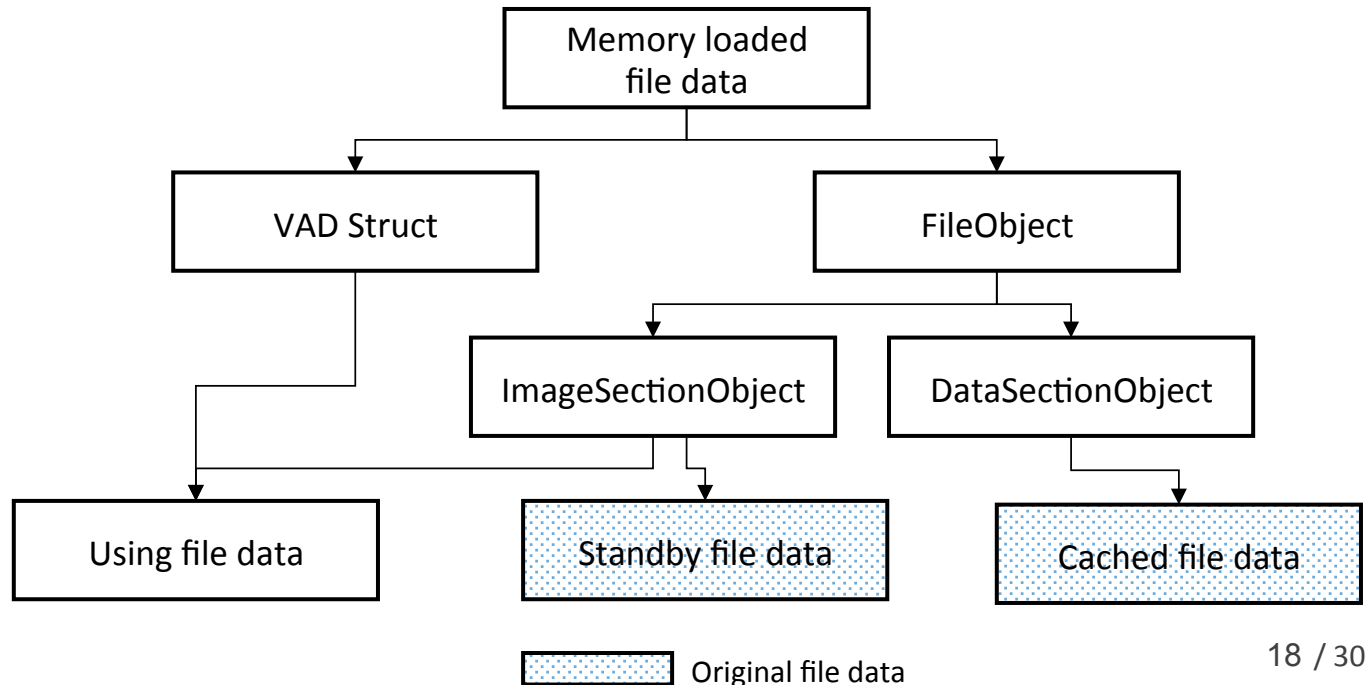 Memory loaded
file data
VAD Struct
FileObject
ImageSectionObject
DataSectionObject
Using file data
Standby file data
Cached file data
Original file data
18 / 30